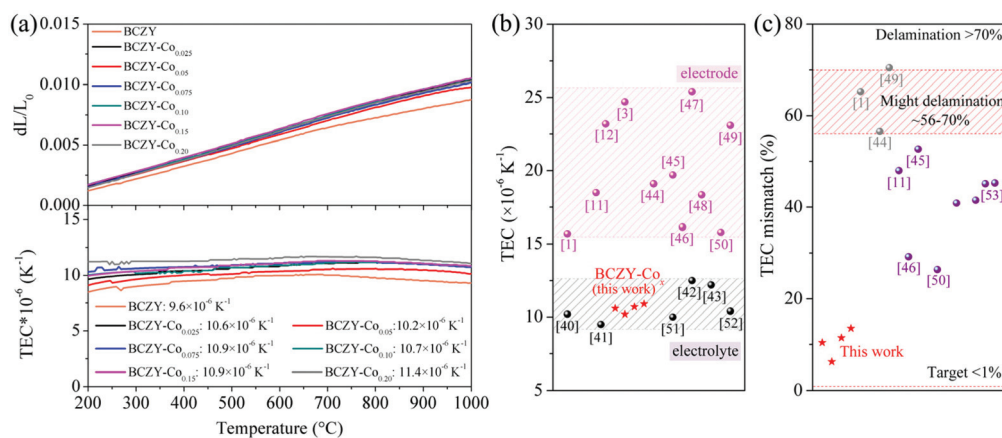 (a)
0.015
0.010
0.005
0.000
dL/L₀
BCZY
BCZY-Co₀.₀₂₅
BCZY-Co₀.₀₅
BCZY-Co₀.₀₇₅
BCZY-Co₀.₁₀
BCZY-Co₀.₁₅
BCZY-Co₀.₂₀
15
10
5
0
TEC*10⁻⁶ (K⁻¹)
BCZY: 9.6×10⁻⁶ K⁻¹
BCZY-Co₀.₀₂₅: 10.6×10⁻⁶ K⁻¹
BCZY-Co₀.₀₅: 10.2×10⁻⁶ K⁻¹
BCZY-Co₀.₀₇₅: 10.9×10⁻⁶ K⁻¹
BCZY-Co₀.₁₀: 10.7×10⁻⁶ K⁻¹
BCZY-Co₀.₁₅: 10.9×10⁻⁶ K⁻¹
BCZY-Co₀.₂₀: 11.4×10⁻⁶ K⁻¹
200 300 400 500 600 700 800 900 1000
Temperature (°C)
(b)
30
25
20
15
10
5
TEC (×10⁻⁶ K⁻¹)
electrode
[3]
[47]
[12]
[49]
[45]
[11]
[44]
[48]
[1]
[46]
[50]
BCZY-Coₓ
(this work)
[42]
[43]
[40]
[41]
[51]
[52]
electrolyte
(c)
80
60
40
20
0
TEC mismatch (%)
Delamination >70%
[49]
[1]
Might delamination
~56-70%
[44]
[45]
[11]
[53]
[46]
[50]
This work
Target <1%